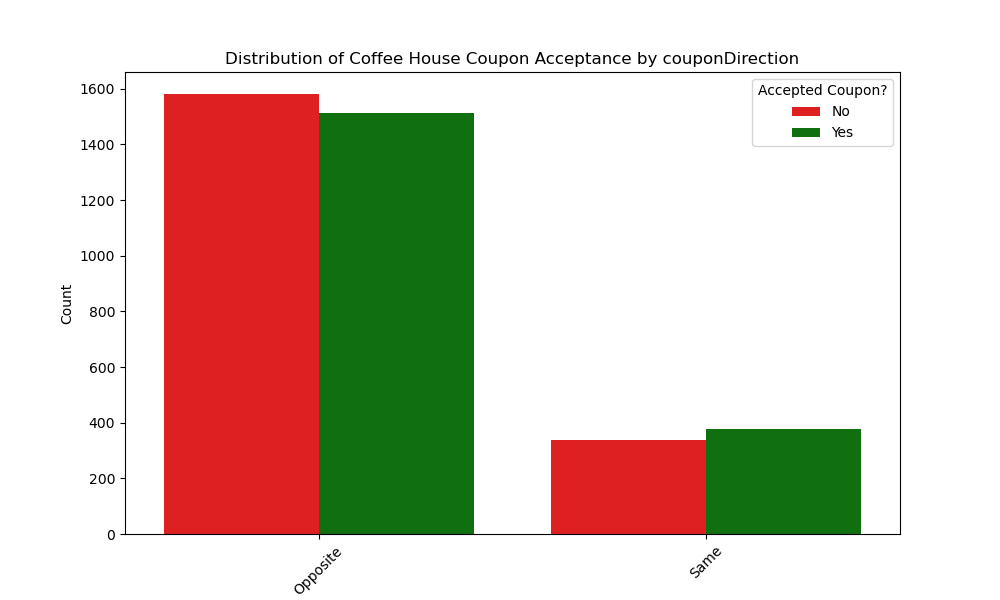 Distribution of Coffee House Coupon Acceptance by couponDirection
Accepted Coupon?
No
Yes
1600
1400
1200
1000
800
600
400
200
0
Count
Opposite
Same